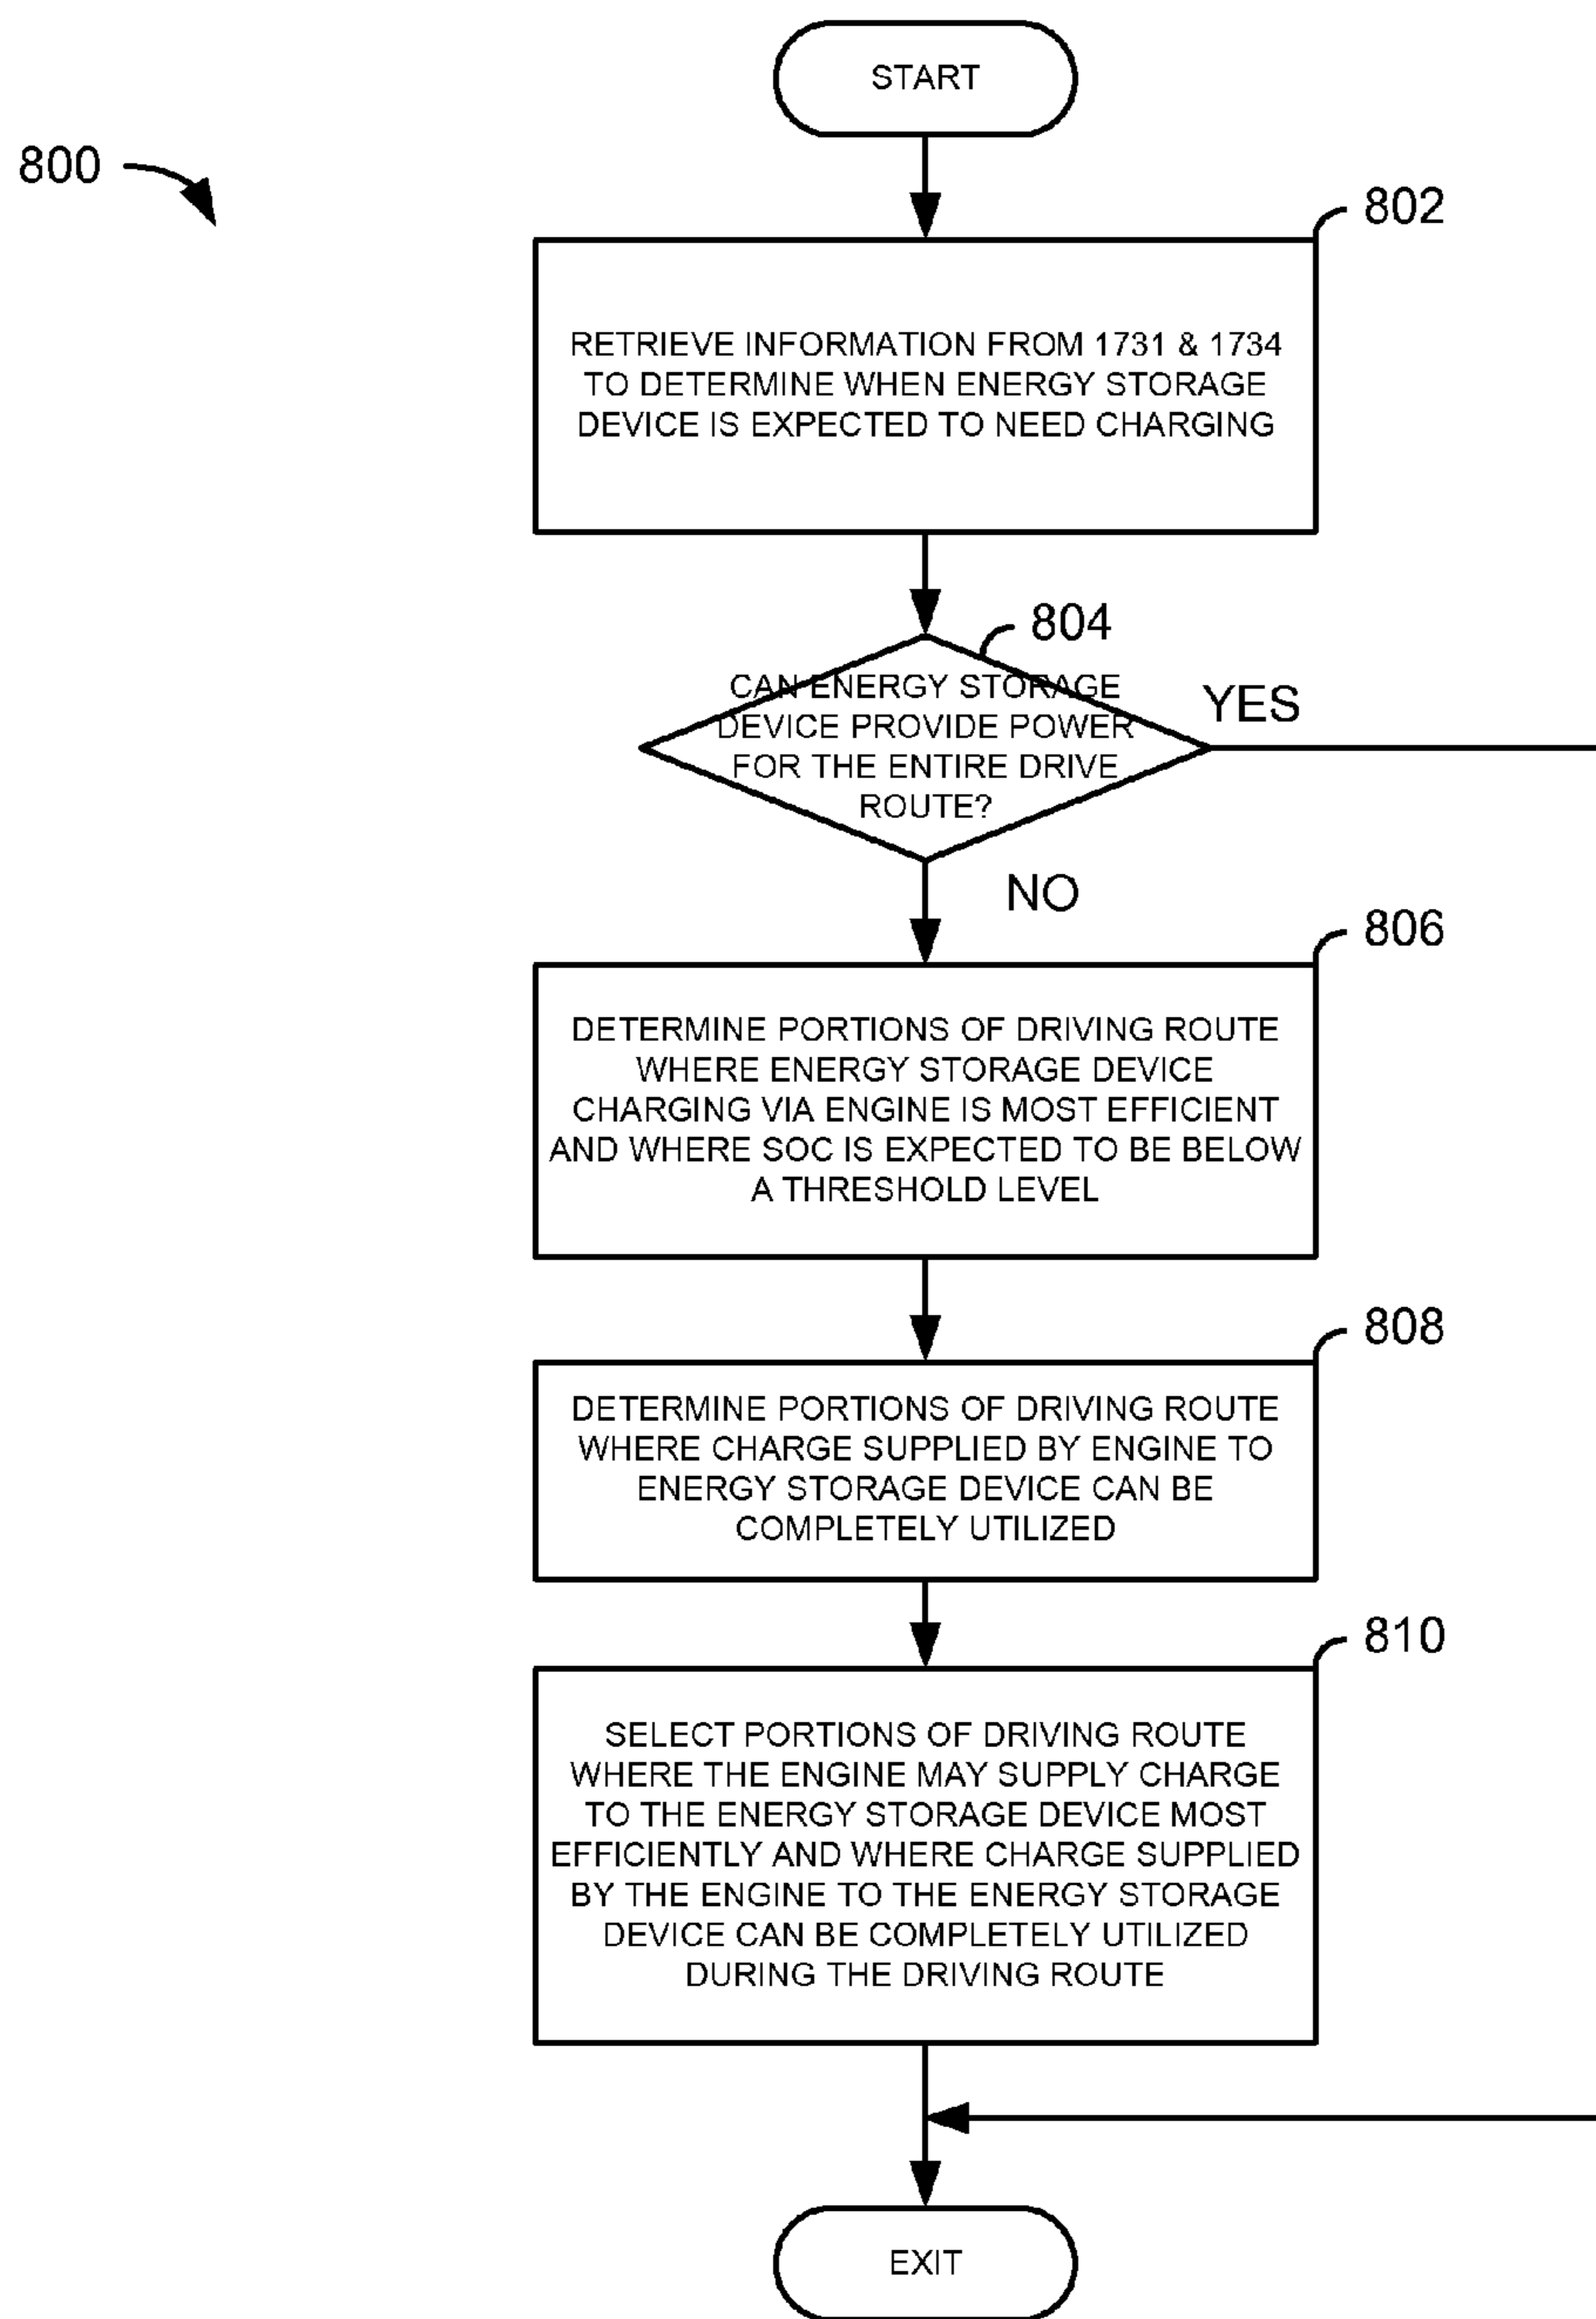 START
800
802
RETRIEVE INFORMATION FROM 1731 & 1734
TO DETERMINE WHEN ENERGY STORAGE
DEVICE IS EXPECTED TO NEED CHARGING
804
CAN ENERGY STORAGE
DEVICE PROVIDE POWER
FOR THE ENTIRE DRIVE
ROUTE?
YES
NO
806
DETERMINE PORTIONS OF DRIVING ROUTE
WHERE ENERGY STORAGE DEVICE
CHARGING VIA ENGINE IS MOST EFFICIENT
AND WHERE SOC IS EXPECTED TO BE BELOW
A THRESHOLD LEVEL
808
DETERMINE PORTIONS OF DRIVING ROUTE
WHERE CHARGE SUPPLIED BY ENGINE TO
ENERGY STORAGE DEVICE CAN BE
COMPLETELY UTILIZED
810
SELECT PORTIONS OF DRIVING ROUTE
WHERE THE ENGINE MAY SUPPLY CHARGE
TO THE ENERGY STORAGE DEVICE MOST
EFFICIENTLY AND WHERE CHARGE SUPPLIED
BY THE ENGINE TO THE ENERGY STORAGE
DEVICE CAN BE COMPLETELY UTILIZED
DURING THE DRIVING ROUTE
EXIT